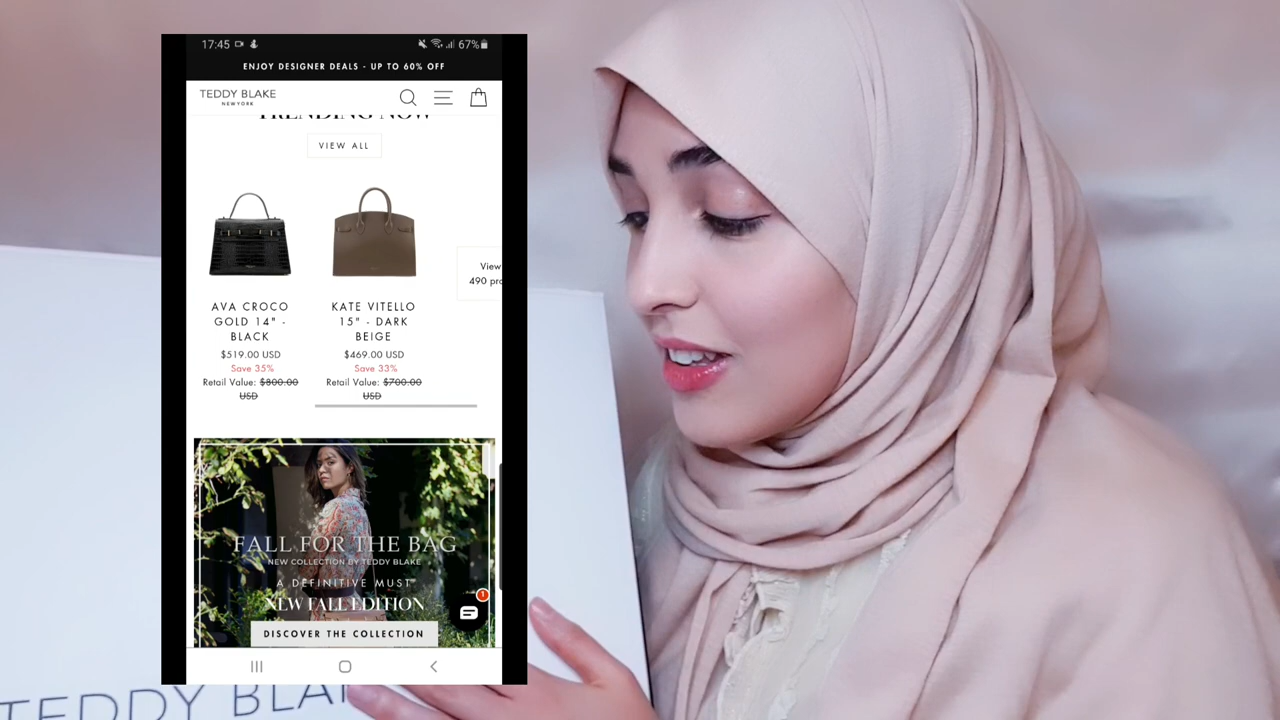 17:45
67%
ENJOY DESIGNER DEALS - UP TO 60% OFF
TEDDY BLAKE
NEW YORK
TRENDING NOW
VIEW ALL
View
490
AVA CROCO
GOLD 14" -
BLACK
$519.00 USD
Save 35%
Retail Value: $800.00
USD
KATE VITELLO
15" - DARK
BEIGE
$469.00 USD
Save 33%
Retail Value: $700.00
USD
FALL FOR THE BAG
NEW COLLECTION BY TEDDY BLAKE
A DEFINITIVE MUST
FALL EDITION
1
DISCOVER THE COLLECTION
TEDDY